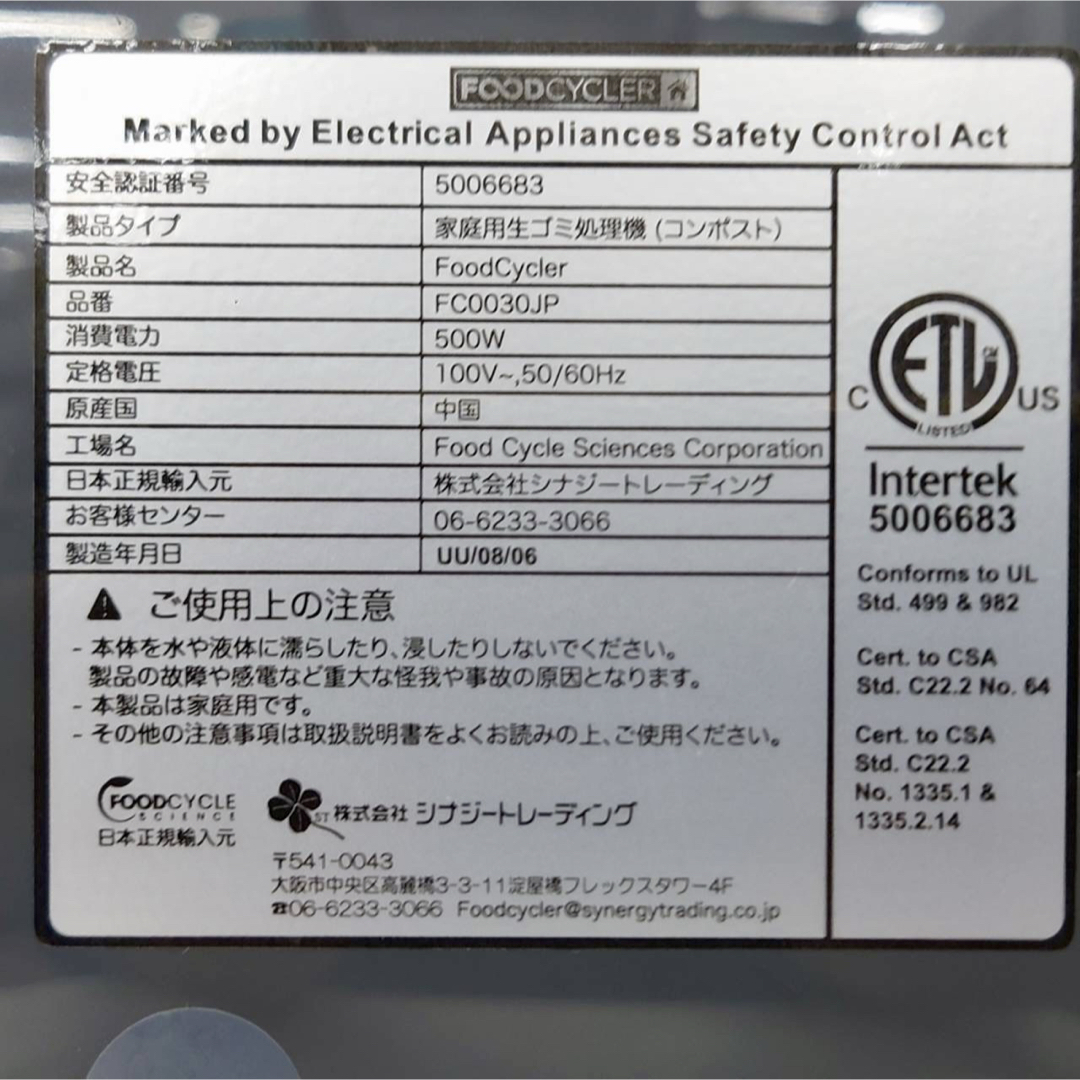 FOODCYCLER
Marked by Electrical Appliances Safety Control Act
安全認証番号 5006683
製品タイプ 家庭用生ゴミ処理機 (コンポスト)
製品名 FoodCycler
品番 FC0030JP
消費電力 500W
定格電圧 100V~,50/60Hz
原産国 中国
工場名 Food Cycle Sciences Corporation
日本正規輸入元 株式会社シナジートレーディング
お客様センター 06-6233-3066
製造年月日 UU/08/06
ご使用上の注意
- 本体を水や液体に濡らしたり、浸したりしないでください。
製品の故障や感電など重大な怪我や事故の原因となります。
- 本製品は家庭用です。
- その他の注意事項は取扱説明書をよくお読みの上、ご使用ください。
FOODCYCLE
SCIENCE
日本正規輸入元
ST 株式会社 シナジートレーディング
〒541-0043
大阪市中央区高麗橋3-3-11淀屋橋フレックスタワー4F
☎06-6233-3066 Foodcycler@synergytrading.co.jp
ETL CM
C US
LISTED
Intertek
5006683
Conforms to UL
Std. 499 & 982
Cert. to CSA
Std. C22.2 No. 64
Cert. to CSA
Std. C22.2
No. 1335.1 &
1335.2.14